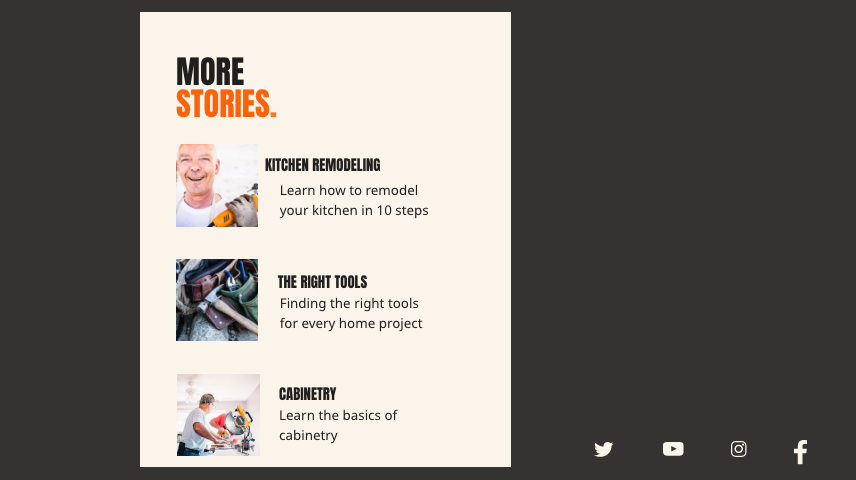 MORE
STORIES.
KITCHEN REMODELING
Learn how to remodel
your kitchen in 10 steps
THE RIGHT TOOLS
Finding the right tools
for every home project
CABINETRY
Learn the basics of
cabinetry